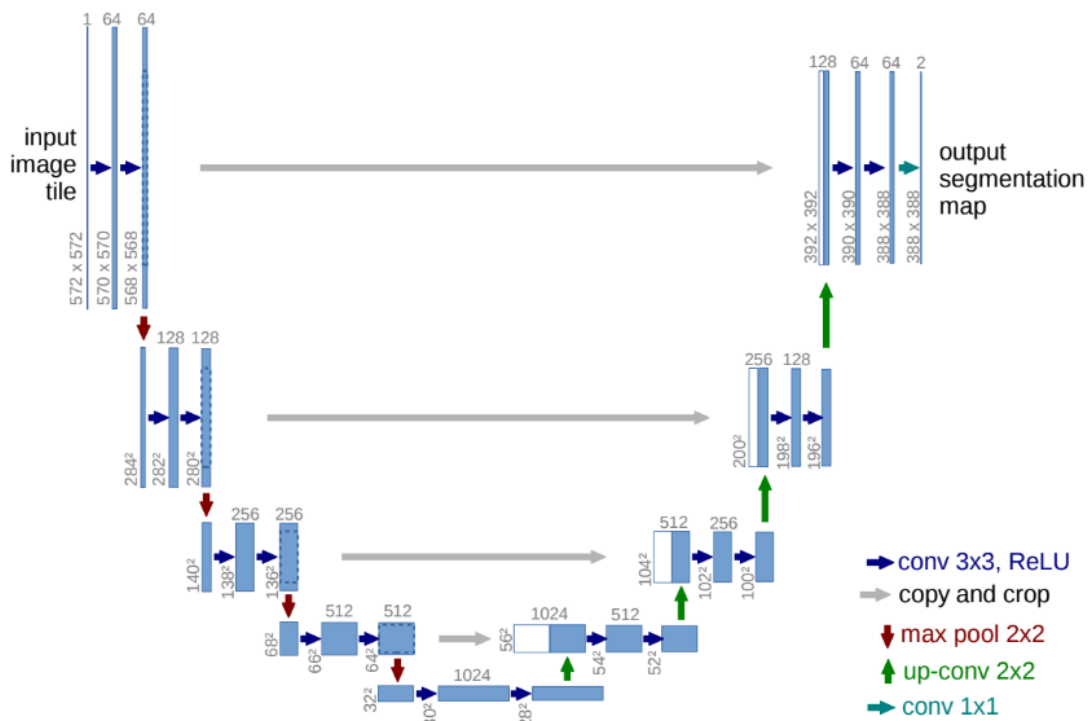 1 64 64
128 64 64 2
input
image
tile
output
segmentation
map
572 x 572
570 x 570
568 x 568
392 x 392
390 x 390
388 x 388
388 x 388
128 128
256 128
284²
282²
280²
200²
198²
196²
256 256
512 256
140²
138²
136²
104²
102²
100²
512 512
1024 512
68²
66²
64²
56²
54²
52²
1024
32²
conv 3x3, ReLU
copy and crop
max pool 2x2
up-conv 2x2
conv 1x1